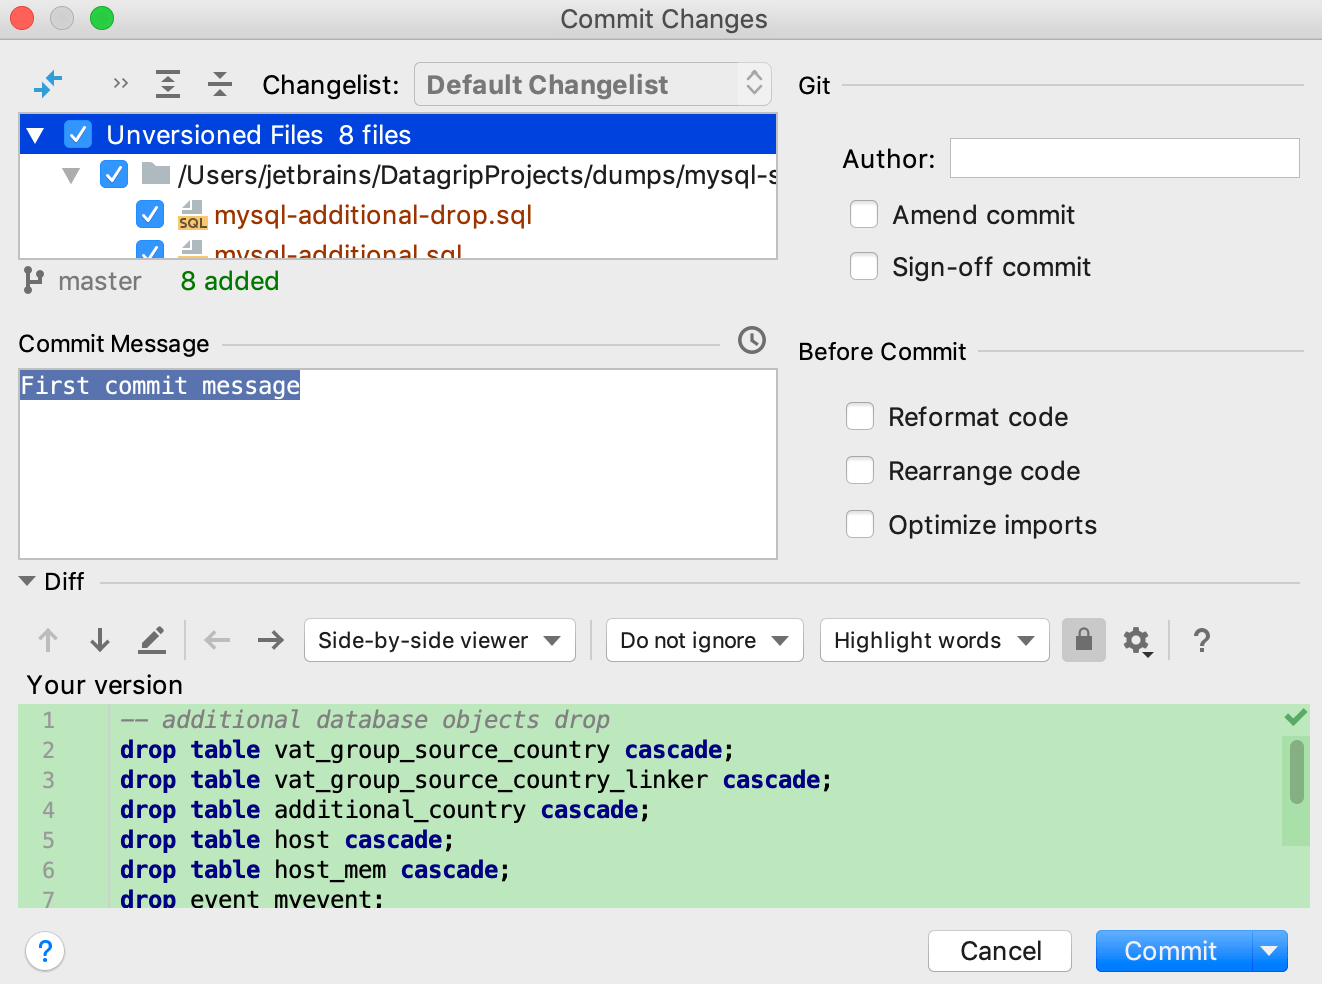 Commit Changes
Changelist: Default Changelist
Unversioned Files 8 files
/Users/jetbrains/DatagripProjects/dumps/mysql-s
SQL mysql-additional-drop.sql
mysql-additional.sql
master 8 added
Git
Author:
Amend commit
Sign-off commit
Commit Message
First commit message
Before Commit
Reformat code
Rearrange code
Optimize imports
Diff
Side-by-side viewer Do not ignore Highlight words ?
Your version
1 -- additional database objects drop
2 drop table vat_group_source_country cascade;
3 drop table vat_group_source_country_linker cascade;
4 drop table additional_country cascade;
5 drop table host cascade;
6 drop table host_mem cascade;
7 drop event myevent;
? Cancel Commit